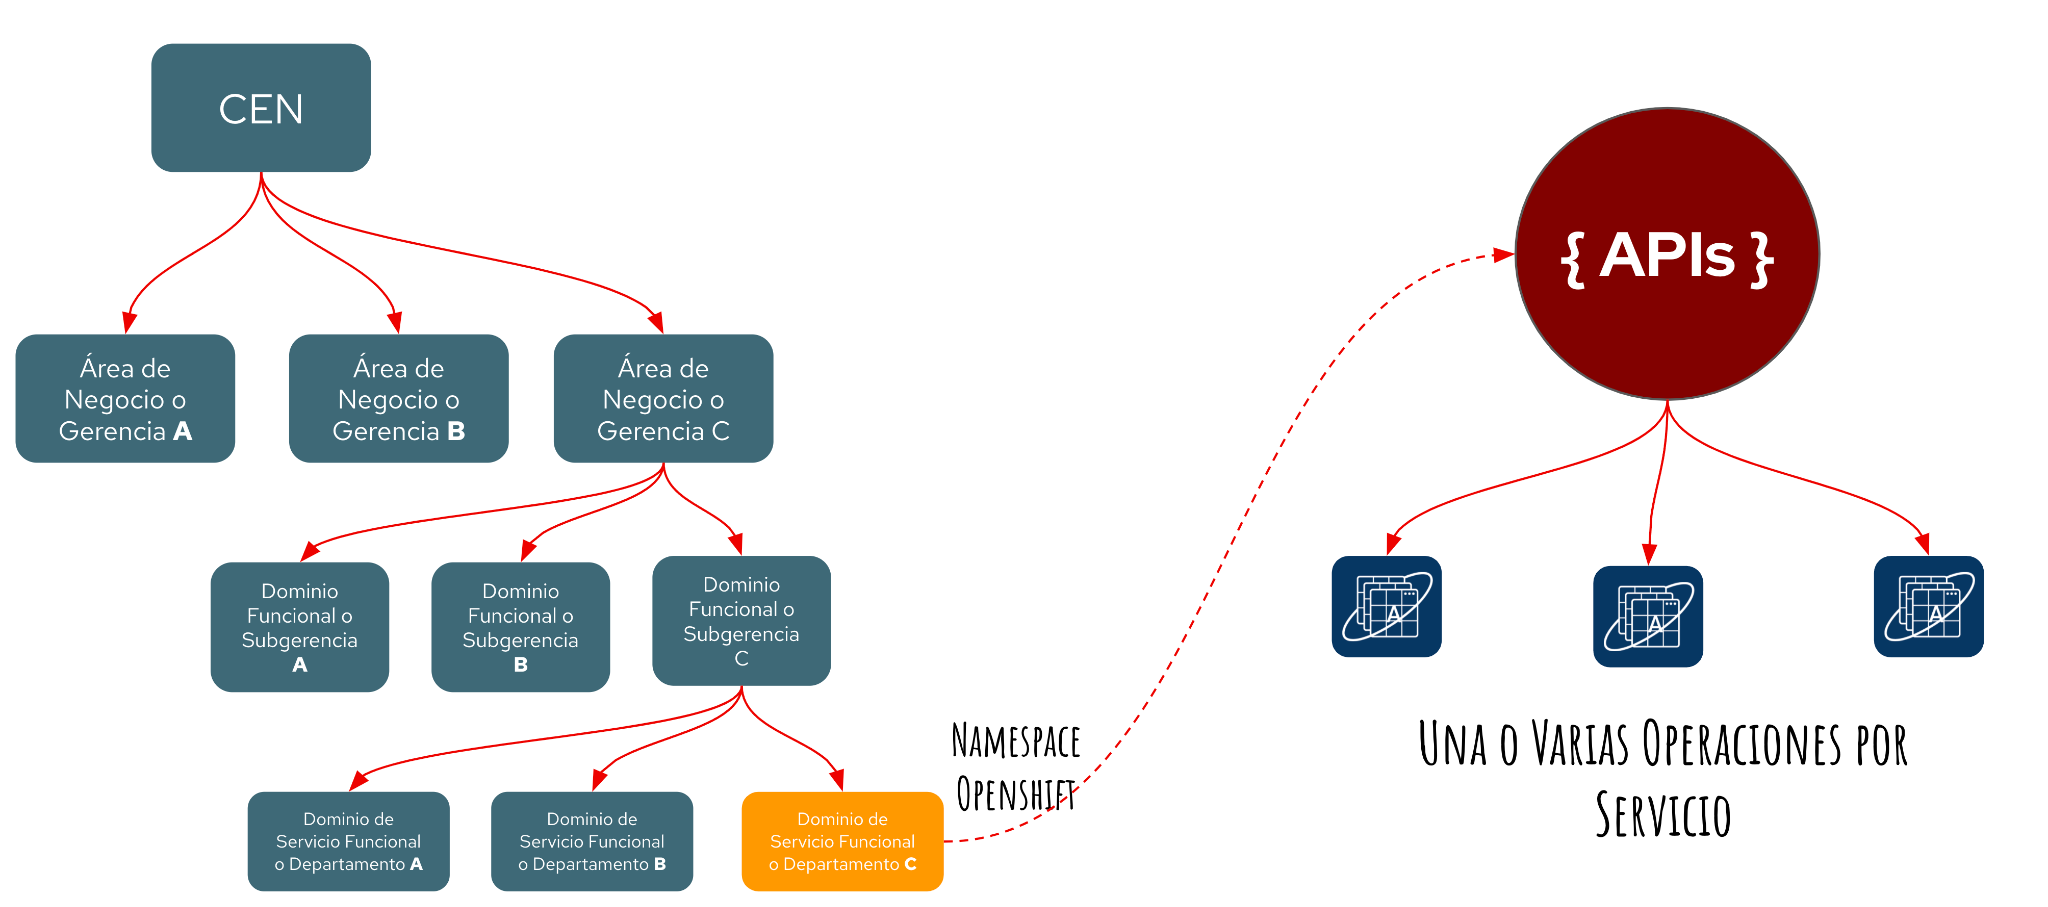 CEN
{ APIs }
Área de
Negocio o
Gerencia A
Área de
Negocio o
Gerencia B
Área de
Negocio o
Gerencia C
Dominio
Funcional o
Subgerencia
A
Dominio
Funcional o
Subgerencia
B
Dominio
Funcional o
Subgerencia
C
A
A
A
Namespace
Openshift
Una o Varias Operaciones por
Servicio
Dominio de
Servicio Funcional
o Departamento A
Dominio de
Servicio Funcional
o Departamento B
Dominio de
Servicio Funcional
o Departamento C